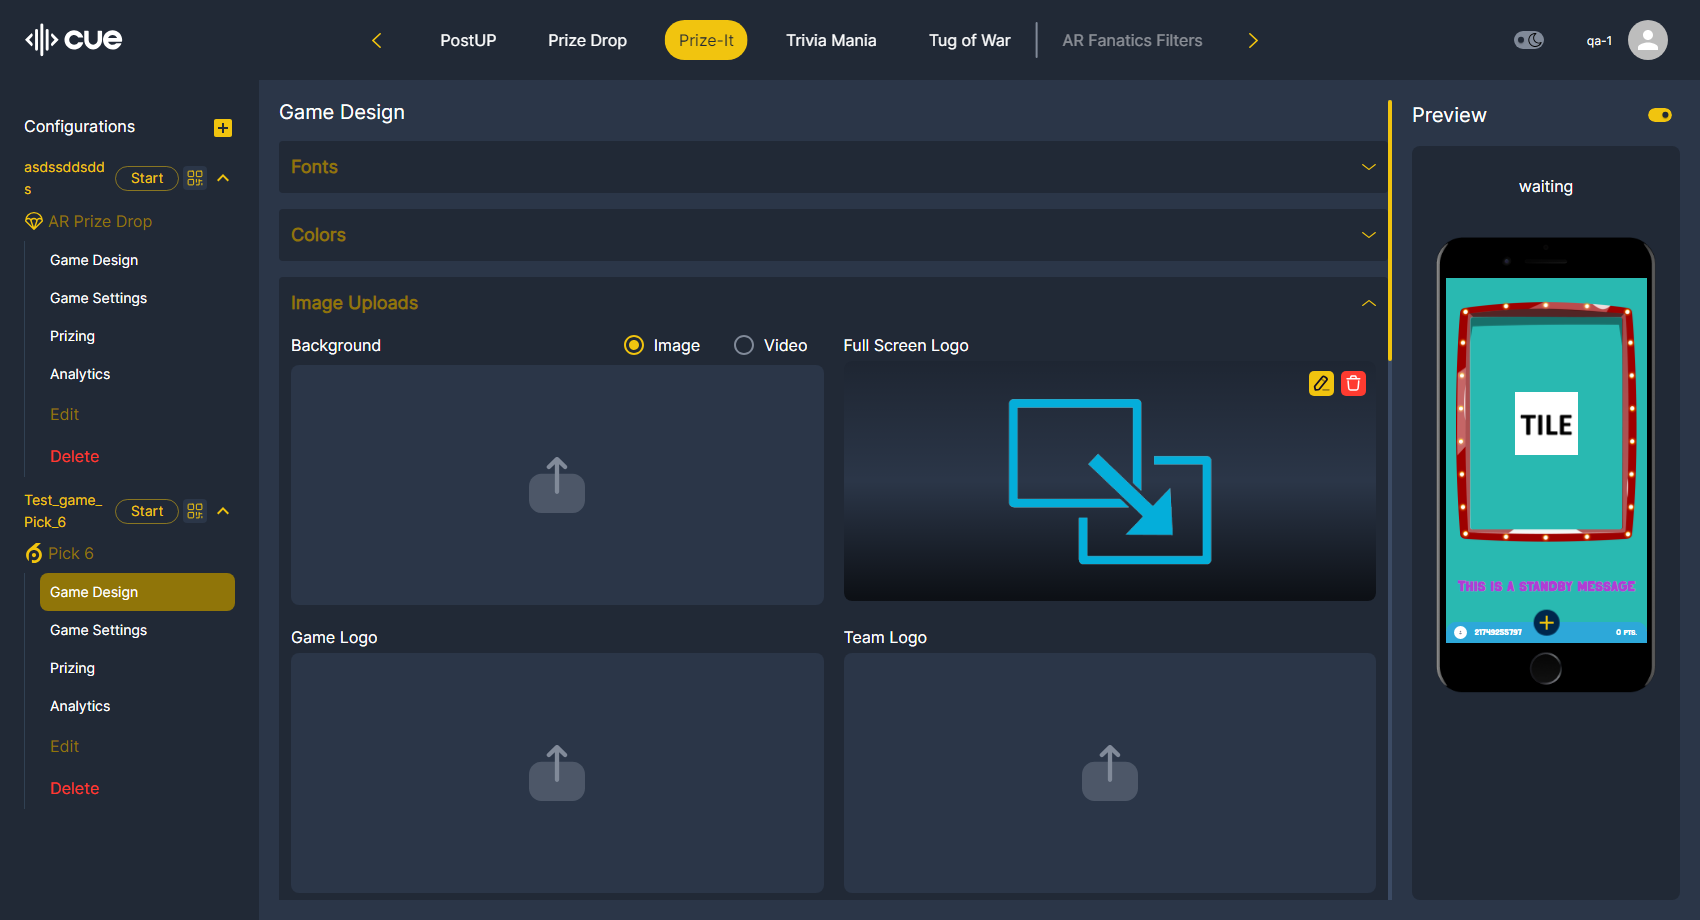 cue
PostUP
Prize Drop
Prize-It
Trivia Mania
Tug of War
AR Fanatics Filters
qa-1
Configurations
asdssddsdd
s
Start
AR Prize Drop
Game Design
Game Settings
Prizing
Analytics
Edit
Delete
Test_game_
Pick_6
Start
Pick 6
Game Design
Game Settings
Prizing
Analytics
Edit
Delete
Game Design
Fonts
Colors
Image Uploads
Background
Image
Video
Full Screen Logo
Game Logo
Team Logo
Preview
waiting
TILE
This is a standby message
21749255797
0 PTS.